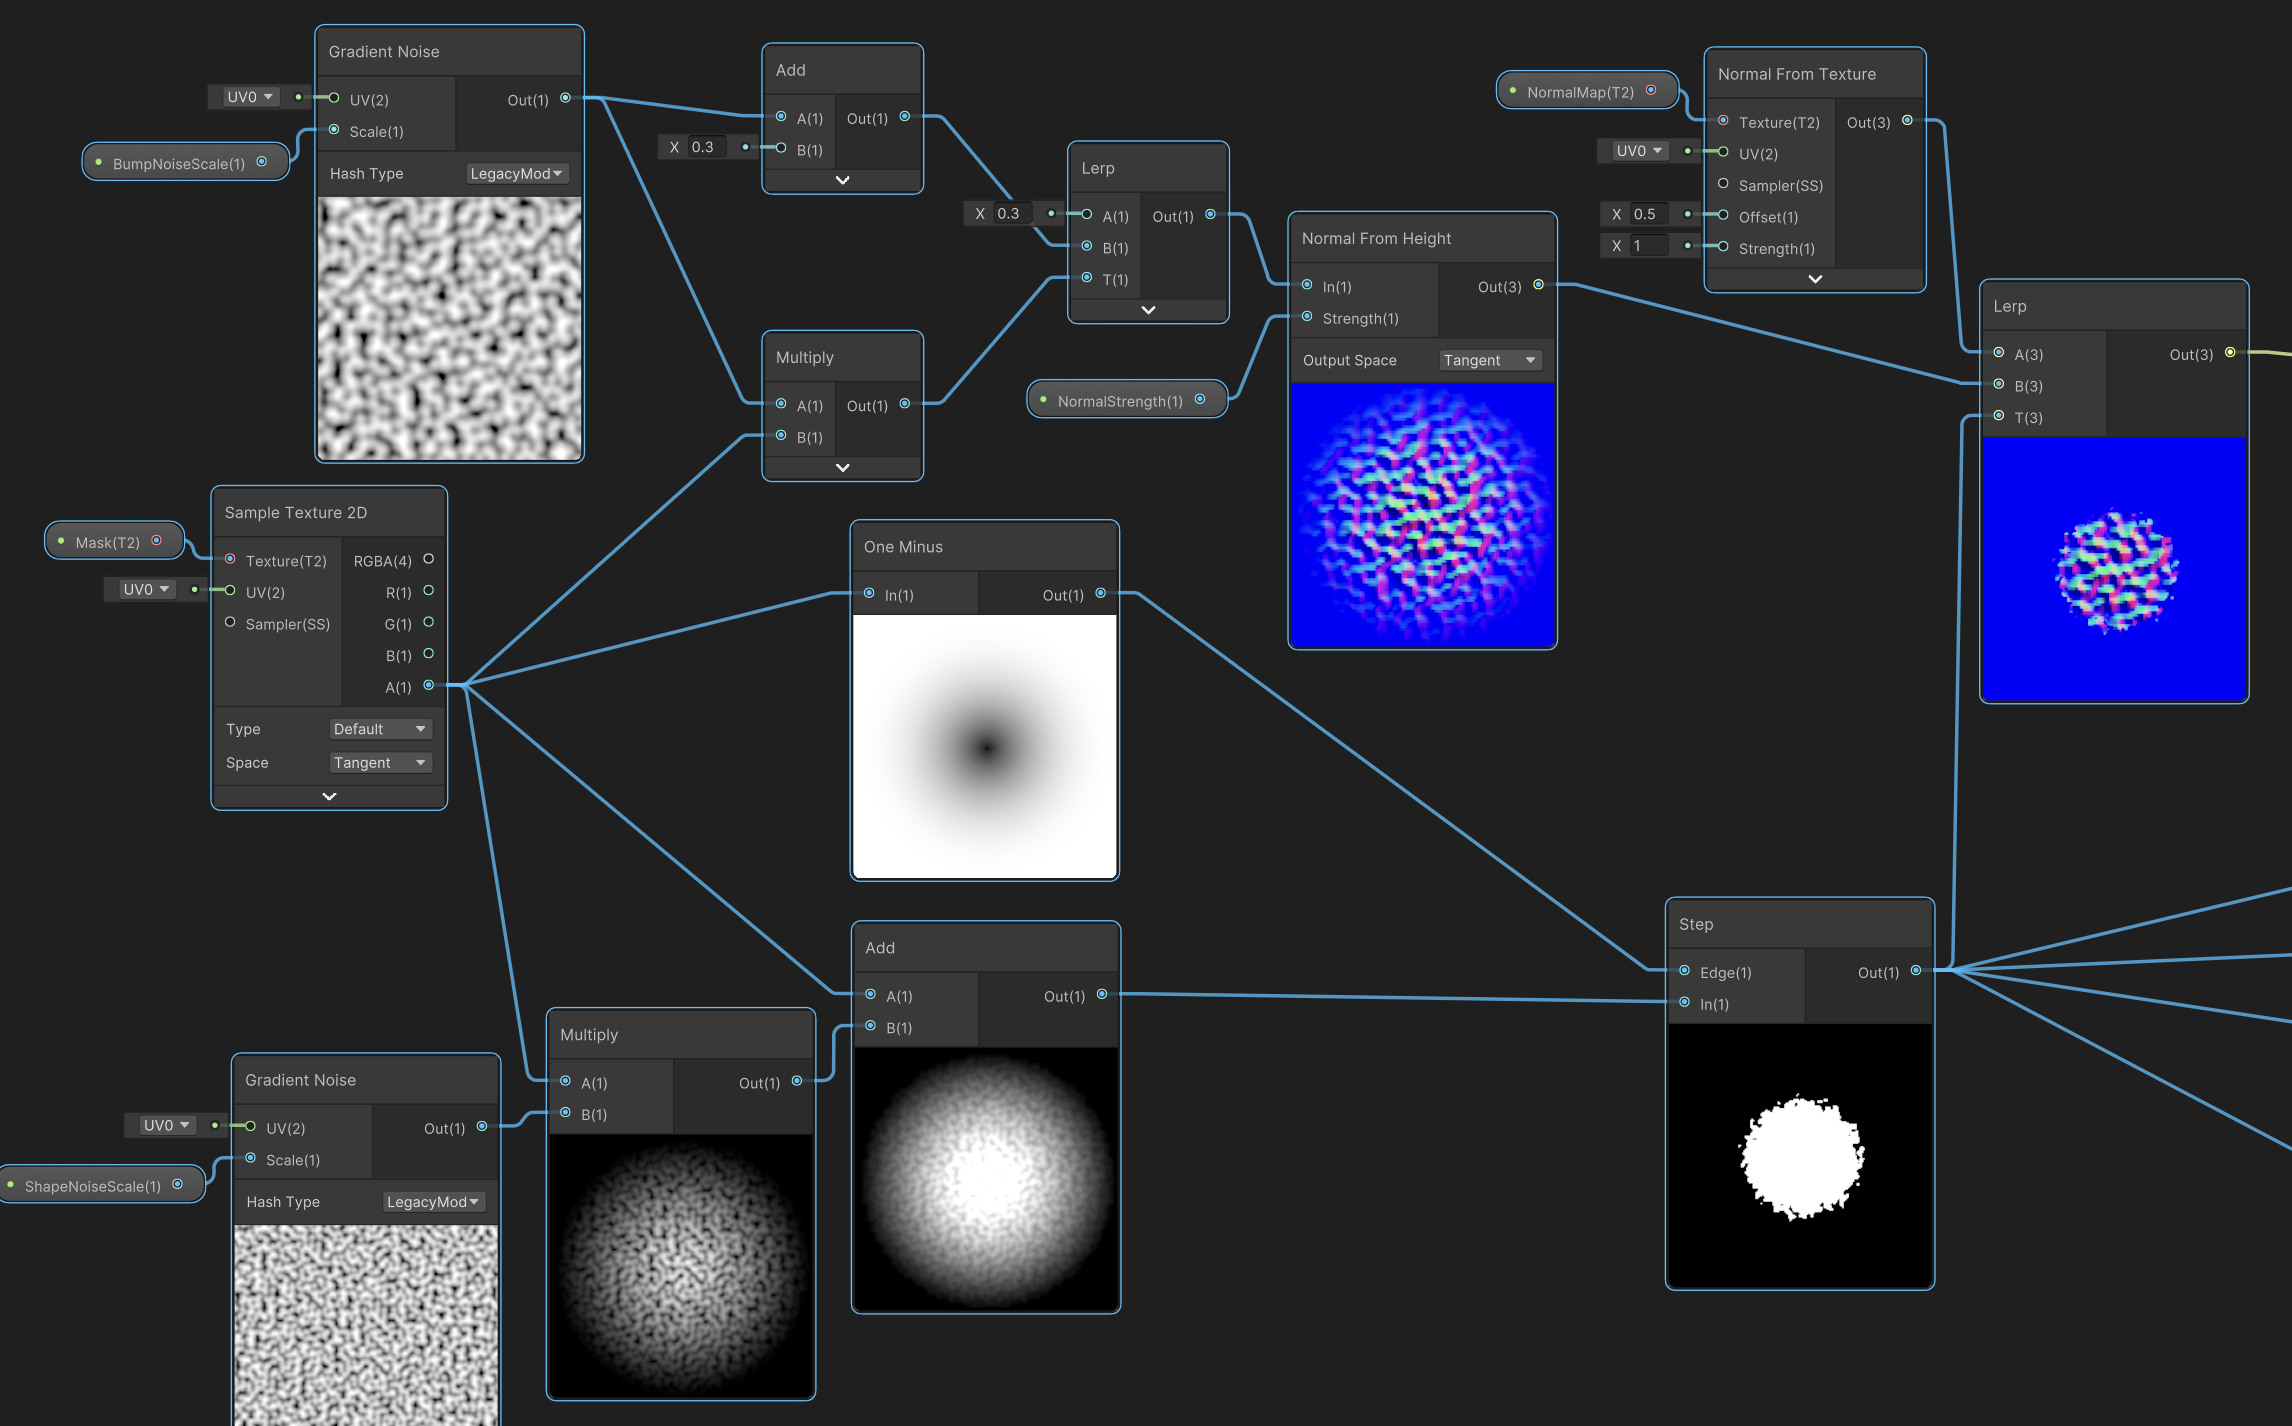 Gradient Noise
UV0
UV(2)
Out(1)
Scale(1)
BumpNoiseScale(1)
Hash Type
LegacyMod
Add
A(1)
Out(1)
X 0.3
B(1)
Lerp
X 0.3
A(1)
Out(1)
B(1)
T(1)
Multiply
A(1)
Out(1)
B(1)
Normal From Height
In(1)
Out(3)
Strength(1)
Output Space
Tangent
NormalStrength(1)
NormalMap(T2)
Normal From Texture
Texture(T2)
Out(3)
UV0
UV(2)
Sampler(SS)
X 0.5
Offset(1)
X 1
Strength(1)
Lerp
A(3)
Out(3)
B(3)
T(3)
Sample Texture 2D
Mask(T2)
Texture(T2)
RGBA(4)
UV0
UV(2)
R(1)
Sampler(SS)
G(1)
B(1)
A(1)
Type
Default
Space
Tangent
One Minus
In(1)
Out(1)
Add
A(1)
Out(1)
B(1)
Step
Edge(1)
Out(1)
In(1)
Multiply
A(1)
Out(1)
B(1)
Gradient Noise
UV0
UV(2)
Out(1)
Scale(1)
ShapeNoiseScale(1)
Hash Type
LegacyMod